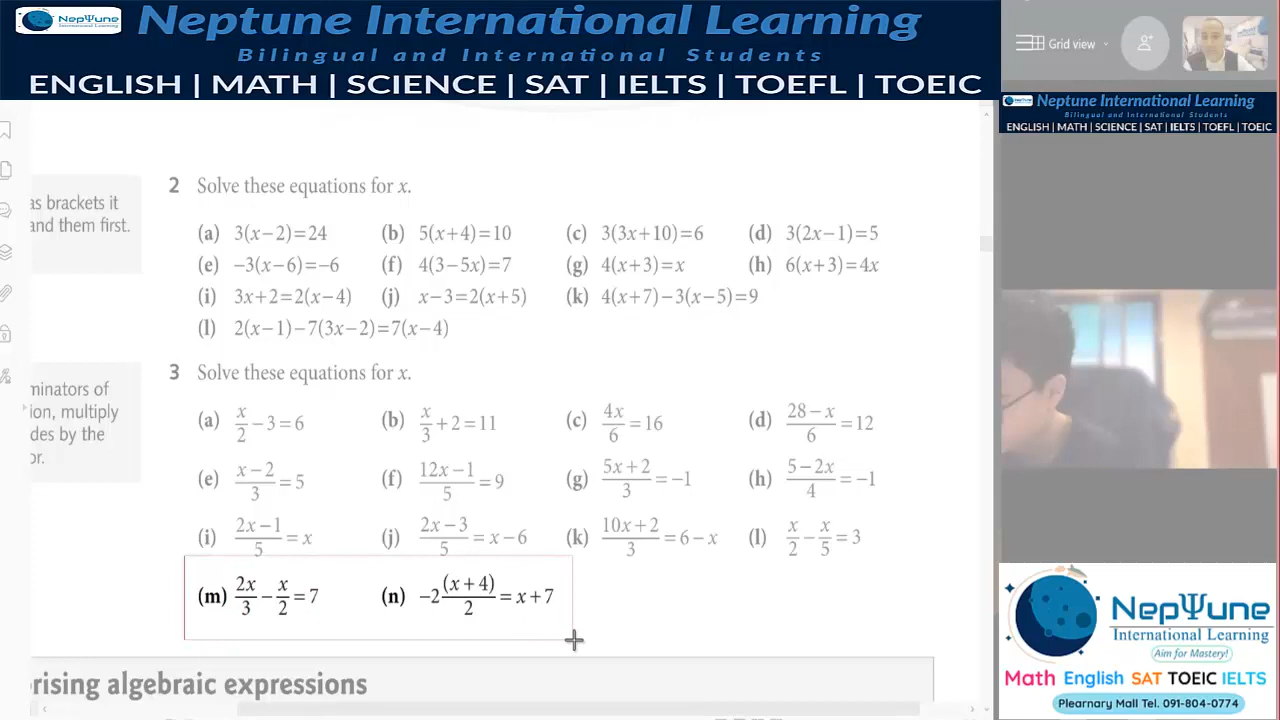 NepΨune
International Learning
Neptune International Learning
Bilingual and International Students
ENGLISH | MATH | SCIENCE | SAT | IELTS | TOEFL | TOEIC
Grid view
Neptune International Learning
Bilingual and International Students
ENGLISH | MATH | SCIENCE | SAT | IELTS | TOEFL | TOEIC
as brackets it
and them first.
2 Solve these equations for x.
(a) 3(x−2)=24 (b) 5(x+4)=10 (c) 3(3x+10)=6 (d) 3(2x−1)=5
(e) −3(x−6)=−6 (f) 4(3−5x)=7 (g) 4(x+3)=x (h) 6(x+3)=4x
(i) 3x+2=2(x−4) (j) x−3=2(x+5) (k) 4(x+7)−3(x−5)=9
(l) 2(x−1)−7(3x−2)=7(x−4)
minators of
ion, multiply
des by the
or.
3 Solve these equations for x.
(a) x/2 −3=6 (b) x/3 +2=11 (c) 4x/6 =16 (d) 28−x/6 =12
(e) x−2/3 =5 (f) 12x−1/5 =9 (g) 5x+2/3 =−1 (h) 5−2x/4 =−1
(i) 2x−1/5 =x (j) 2x−3/5 =x−6 (k) 10x+2/3 =6−x (l) x/2 − x/5 =3
(m) 2x/3 − x/2 =7 (n) −2 (x+4)/2 =x+7
rising algebraic expressions
NepΨune
International Learning
Aim for Mastery!
Math English SAT TOEIC IELTS
Plearnary Mall Tel. 091-804-0774